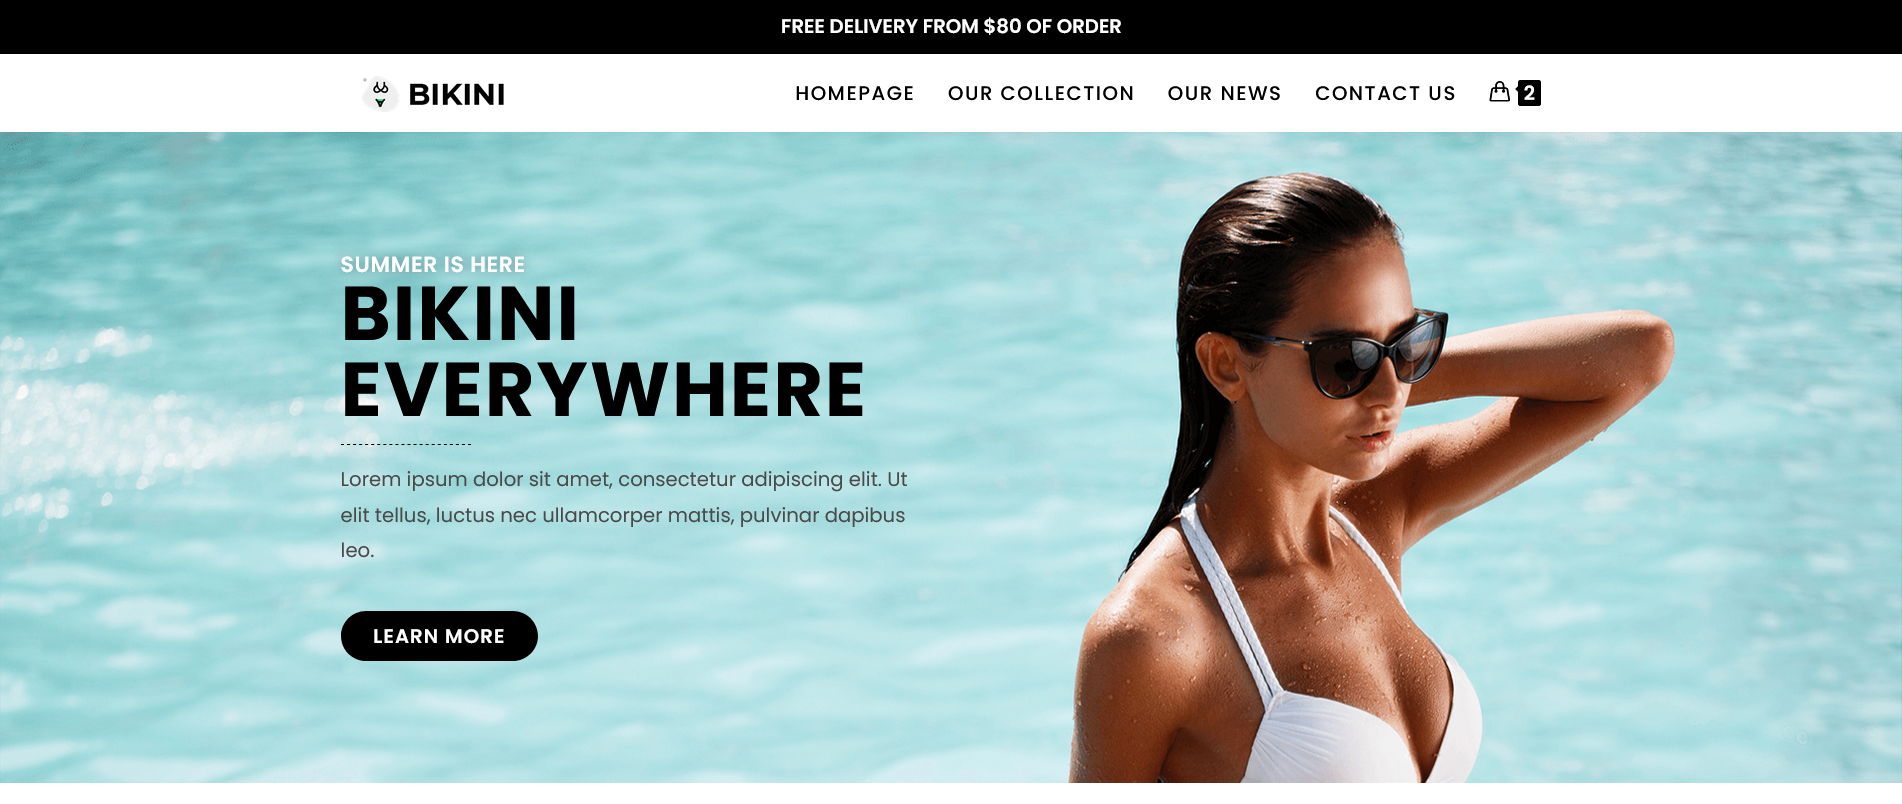 FREE DELIVERY FROM $80 OF ORDER
BIKINI
HOMEPAGE
OUR COLLECTION
OUR NEWS
CONTACT US
2
SUMMER IS HERE
BIKINI
EVERYWHERE
Lorem ipsum dolor sit amet, consectetur adipiscing elit. Ut
elit tellus, luctus nec ullamcorper mattis, pulvinar dapibus
leo.
LEARN MORE